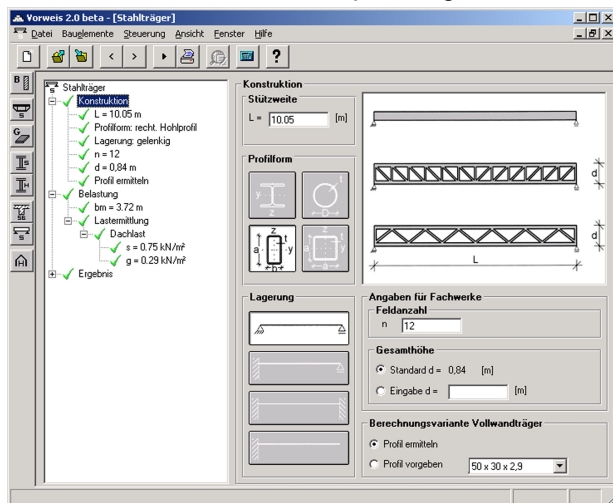 Vorweis 2.0 beta - [Stahlträger]
Datei Bauelemente Steuerung Ansicht Fenster Hilfe
Stahlträger
Konstruktion
L = 10.05 m
Profilform: recht. Hohlprofil
Lagerung: gelenkig
n = 12
d = 0,84 m
Profil ermitteln
Belastung
bm = 3.72 m
Lastermittlung
Dachlast
s = 0.75 kN/m²
g = 0.29 kN/m²
Ergebnis
Konstruktion
Stützweite
L = 10.05 [m]
Profilform
y z
t D
z t a y b
z t y a
Lagerung
d
d
L
Angaben für Fachwerke
Feldanzahl
n 12
Gesamthöhe
Standard d = 0,84 [m]
Eingabe d = [m]
Berechnungsvariante Vollwandträger
Profil ermitteln
Profil vorgeben 50 x 30 x 2,9